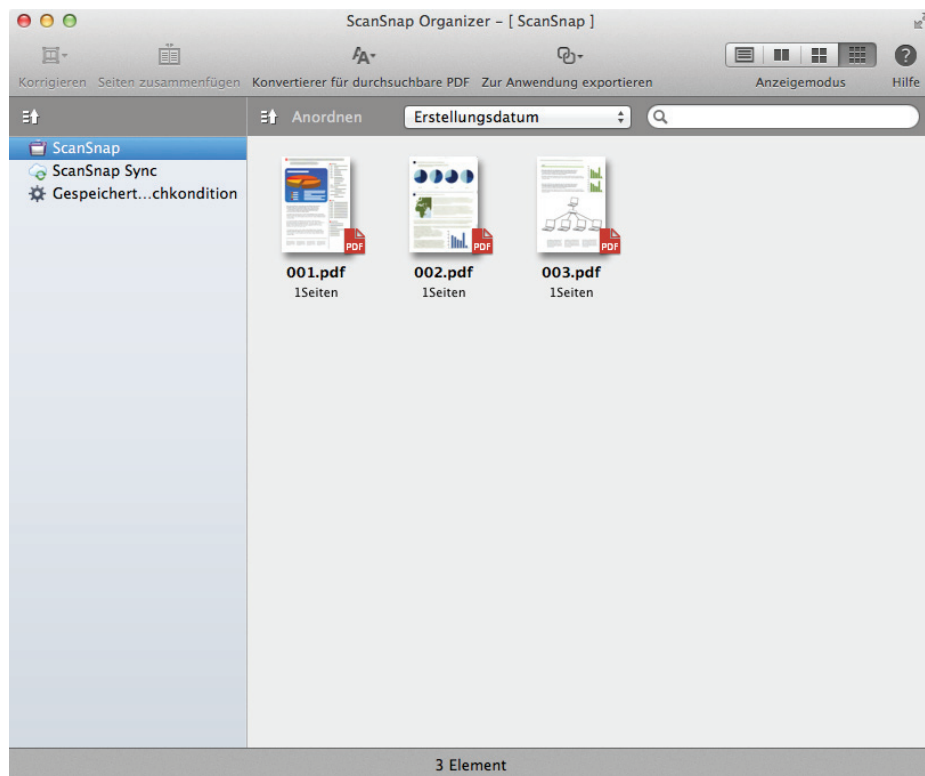 ScanSnap Organizer – [ ScanSnap ]
Korrigieren Seiten zusammenfügen Konvertierer für durchsuchbare PDF Zur Anwendung exportieren Anzeigemodus Hilfe
Anordnen Erstellungsdatum
ScanSnap
ScanSnap Sync
Gespeichert...chkondition
PDF PDF PDF
001.pdf 002.pdf 003.pdf
1Seiten 1Seiten 1Seiten
3 Element